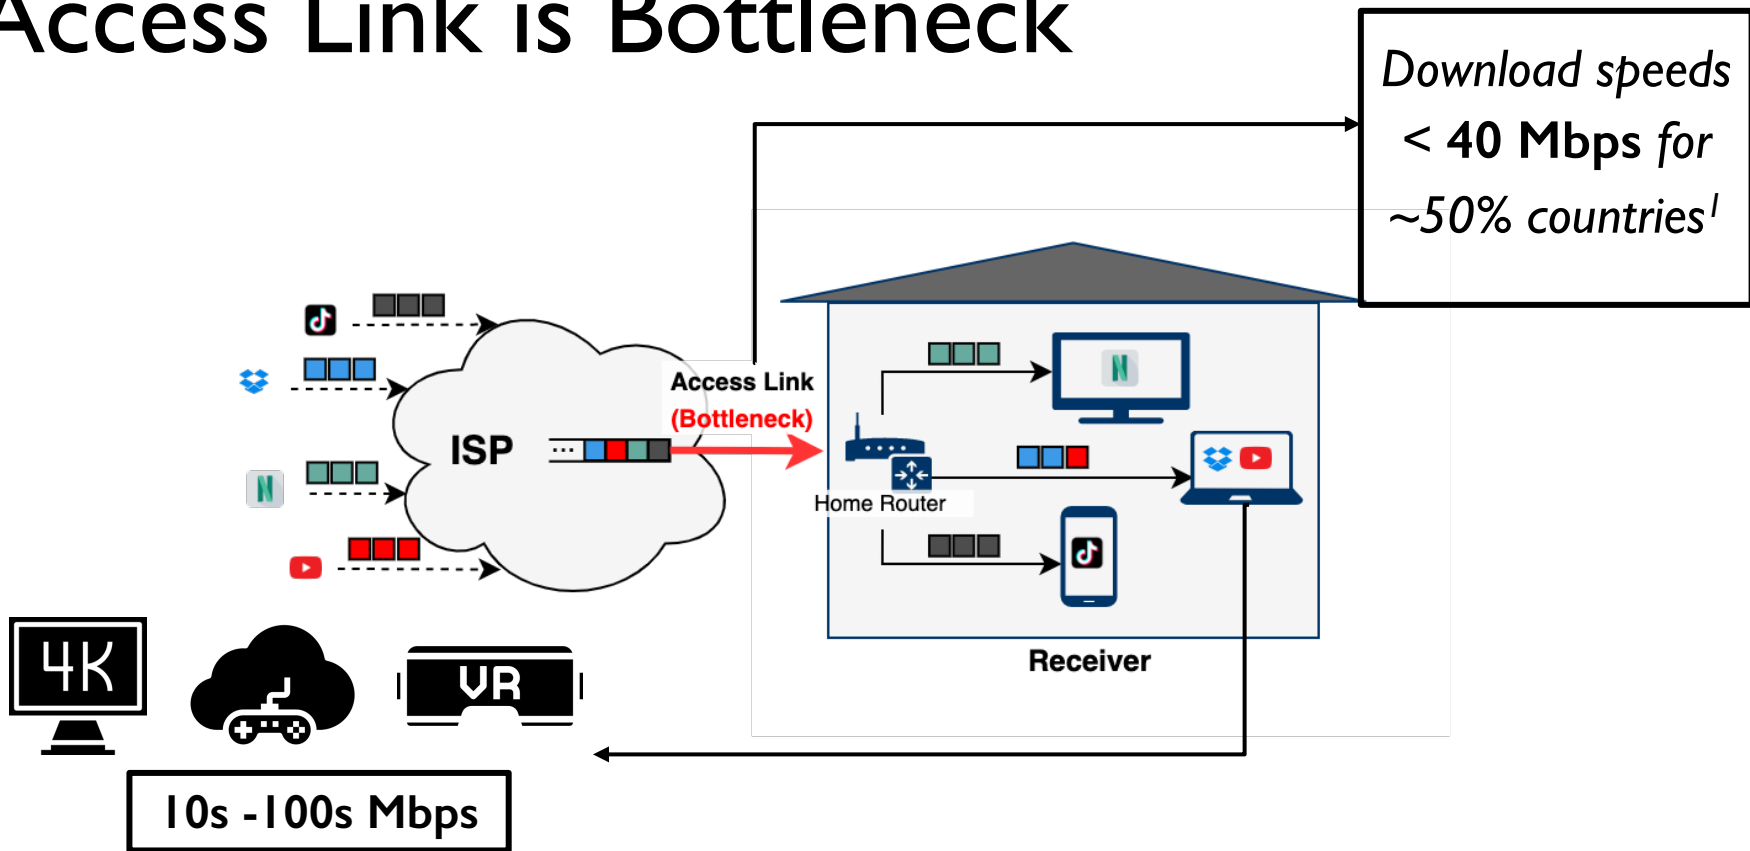 Access Link is Bottleneck
Download speeds
< 40 Mbps for
~50% countries¹
Access Link
(Bottleneck)
ISP
...
N
N
Home Router
Receiver
4K
VR
10s -100s Mbps